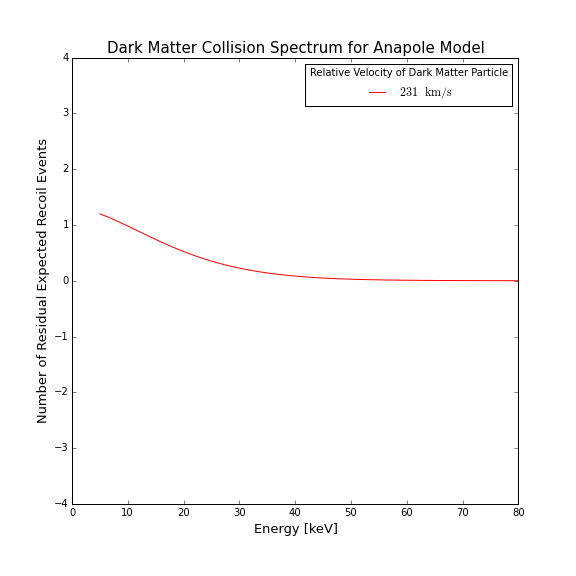 Dark Matter Collision Spectrum for Anapole Model
Relative Velocity of Dark Matter Particle
231 km/s
Number of Residual Expected Recoil Events
4
3
2
1
0
−1
−2
−3
−4
0 10 20 30 40 50 60 70 80
Energy [keV]